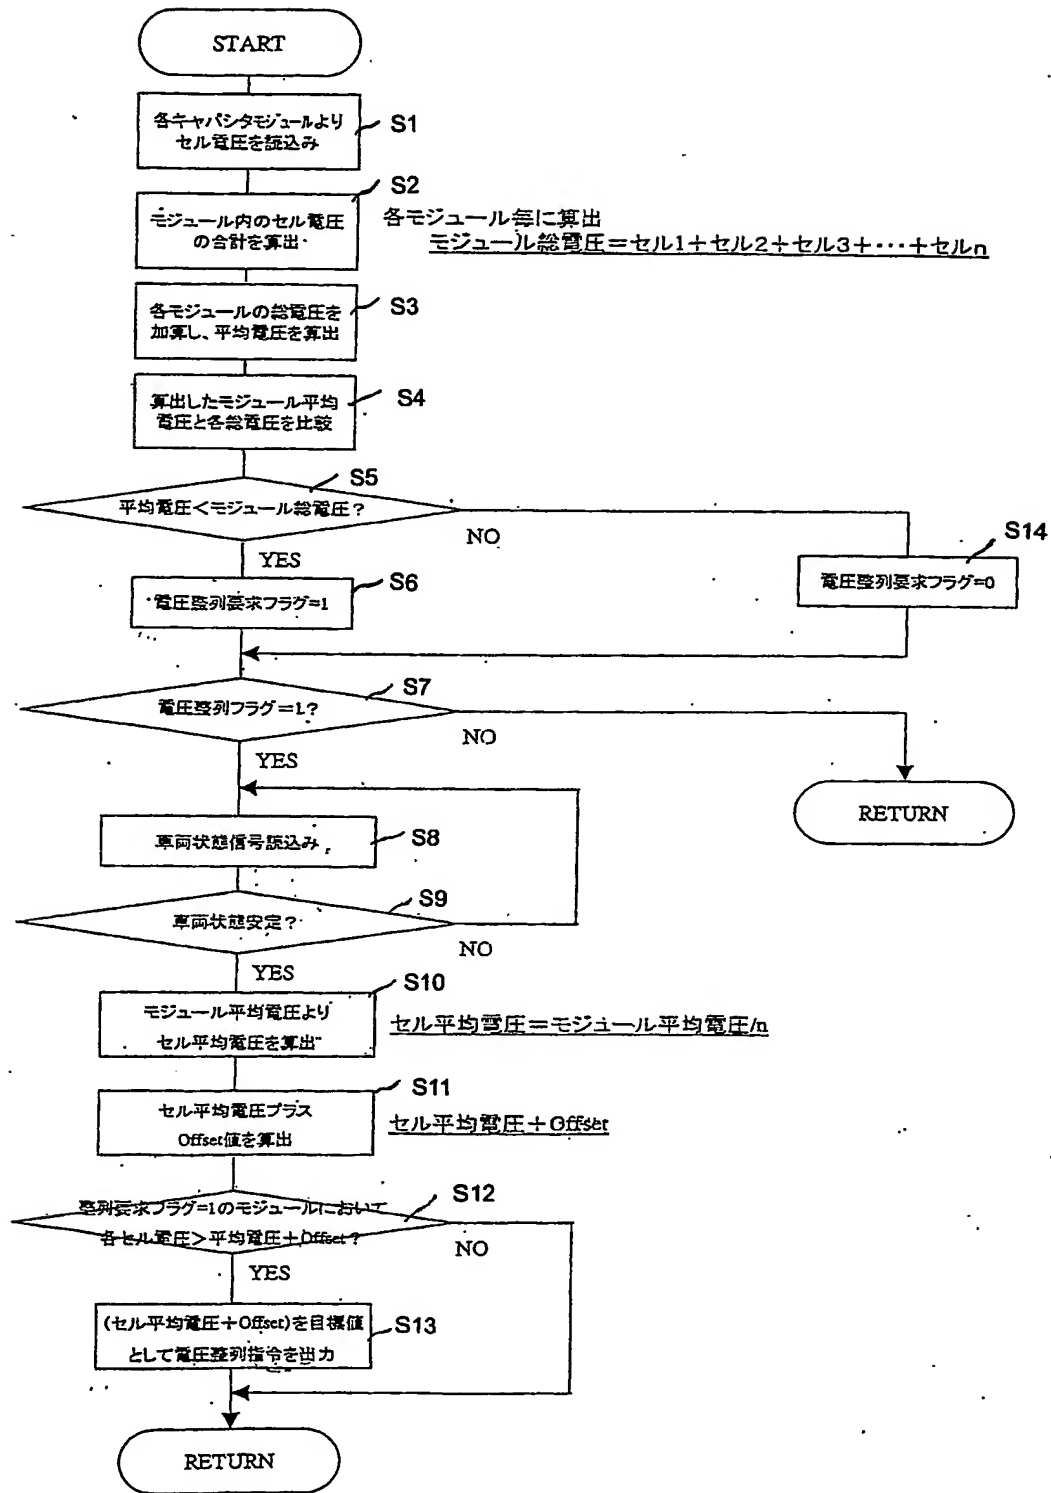 START
各キャパシタモジュールより
セル電圧を読込み
S1
モジュール内のセル電圧
の合計を算出
S2
各モジュール毎に算出
モジュール総電圧＝セル1＋セル2＋セル3＋…＋セルn
各モジュールの総電圧を
加算し、平均電圧を算出
S3
算出したモジュール平均
電圧と各総電圧を比較
S4
平均電圧＜モジュール総電圧？
S5
NO
YES
電圧整列要求フラグ=1
S6
電圧整列要求フラグ=0
S14
電圧整列フラグ＝1？
S7
NO
YES
RETURN
車両状態信号読込み
S8
車両状態安定？
S9
NO
YES
モジュール平均電圧より
セル平均電圧を算出
S10
セル平均電圧＝モジュール平均電圧/n
セル平均電圧プラス
Offset値を算出
S11
セル平均電圧＋Offset
整列要求フラグ=1のモジュールにおいて
各セル電圧＞平均電圧＋Offset？
S12
NO
YES
(セル平均電圧＋Offset)を目標値
として電圧整列指令を出力
S13
RETURN